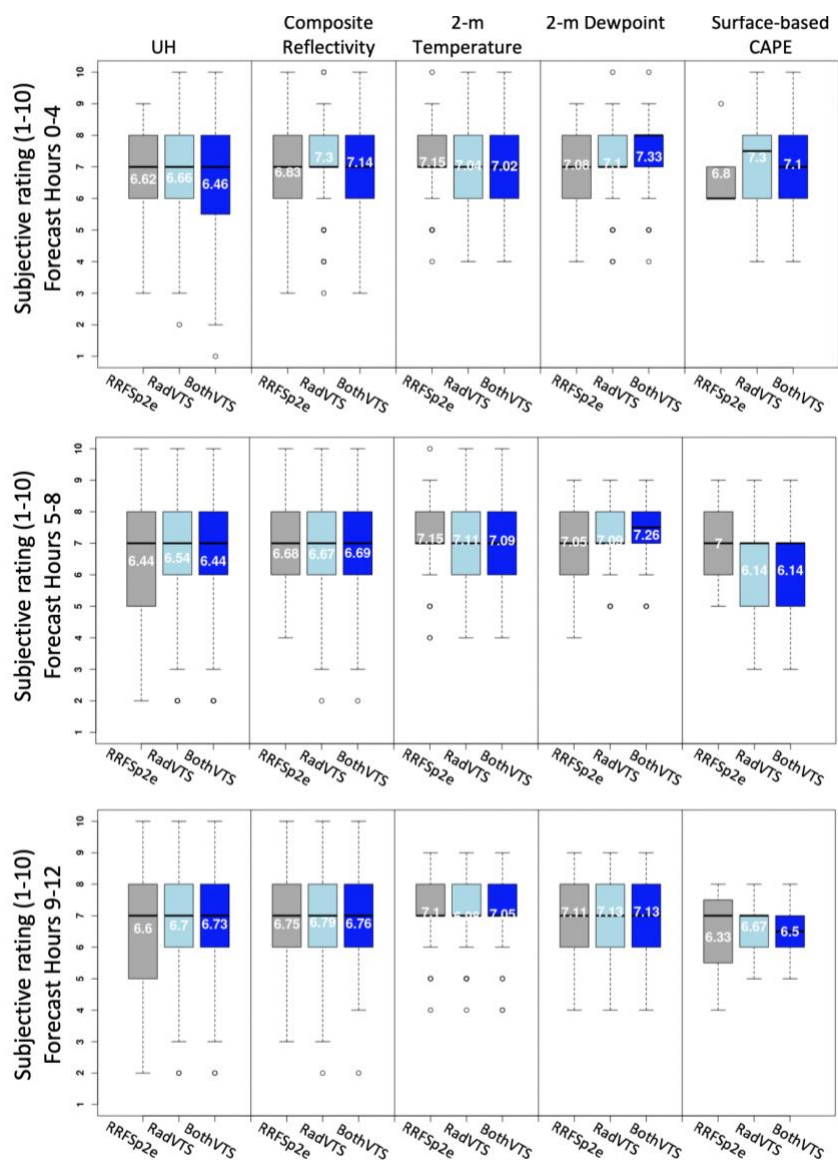 UH
Composite
Reflectivity
2-m
Temperature
2-m Dewpoint
Surface-based
CAPE
Subjective rating (1-10)
Forecast Hours 0-4
10
9
8
7
6
5
4
3
2
1
6.62
6.66
6.46
6.83
7.3
7.14
7.15
7.01
7.02
7.08
7.1
7.33
6.8
7.3
7.1
RRFSp2e
RadVTS
BothVTS
RRFSp2e
RadVTS
BothVTS
RRFSp2e
RadVTS
BothVTS
RRFSp2e
RadVTS
BothVTS
RRFSp2e
RadVTS
BothVTS
Subjective rating (1-10)
Forecast Hours 5-8
10
9
8
7
6
5
4
3
2
1
6.44
6.54
6.44
6.68
6.67
6.69
7.15
7.11
7.09
7.05
7.09
7.26
7
6.14
6.14
RRFSp2e
RadVTS
BothVTS
RRFSp2e
RadVTS
BothVTS
RRFSp2e
RadVTS
BothVTS
RRFSp2e
RadVTS
BothVTS
RRFSp2e
RadVTS
BothVTS
Subjective rating (1-10)
Forecast Hours 9-12
10
9
8
7
6
5
4
3
2
1
6.6
6.7
6.73
6.75
6.79
6.76
7.1
7.05
7.11
7.13
7.13
6.33
6.67
6.5
RRFSp2e
RadVTS
BothVTS
RRFSp2e
RadVTS
BothVTS
RRFSp2e
RadVTS
BothVTS
RRFSp2e
RadVTS
BothVTS
RRFSp2e
RadVTS
BothVTS